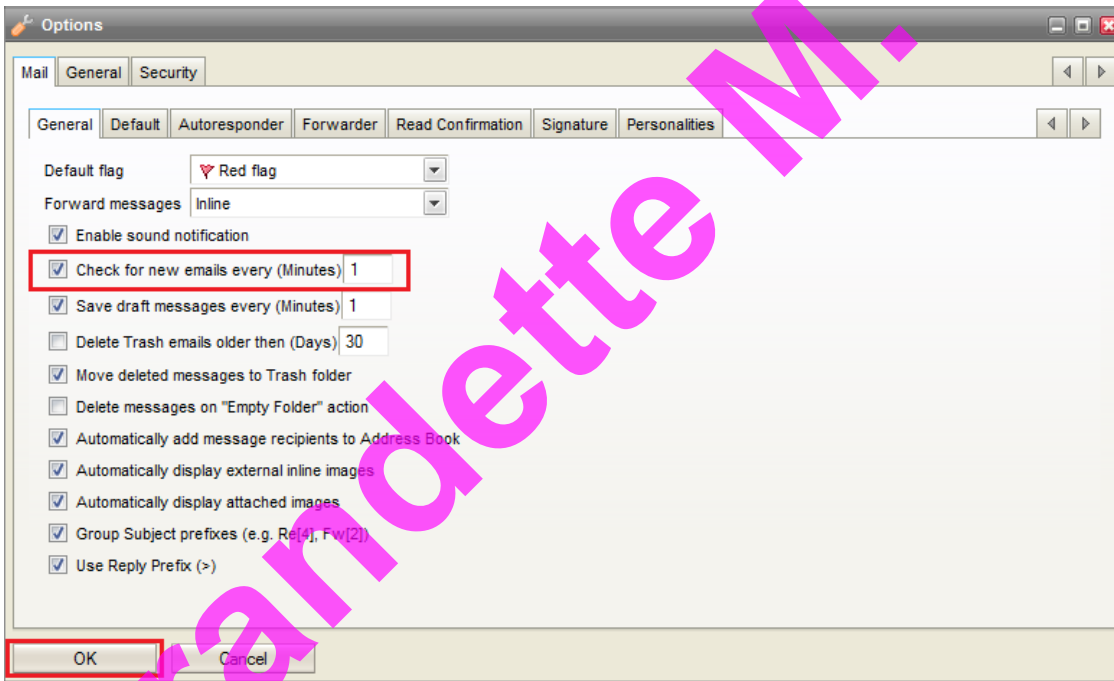 Options
Mail General Security
General Default Autoresponder Forwarder Read Confirmation Signature Personalities
Default flag Red flag
Forward messages Inline
Enable sound notification
Check for new emails every (Minutes) 1
Save draft messages every (Minutes) 1
Delete Trash emails older then (Days) 30
Move deleted messages to Trash folder
Delete messages on "Empty Folder" action
Automatically add message recipients to Address Book
Automatically display external inline images
Automatically display attached images
Group Subject prefixes (e.g. Re[4], Fw[2])
Use Reply Prefix (>)
OK Cancel
randette M.